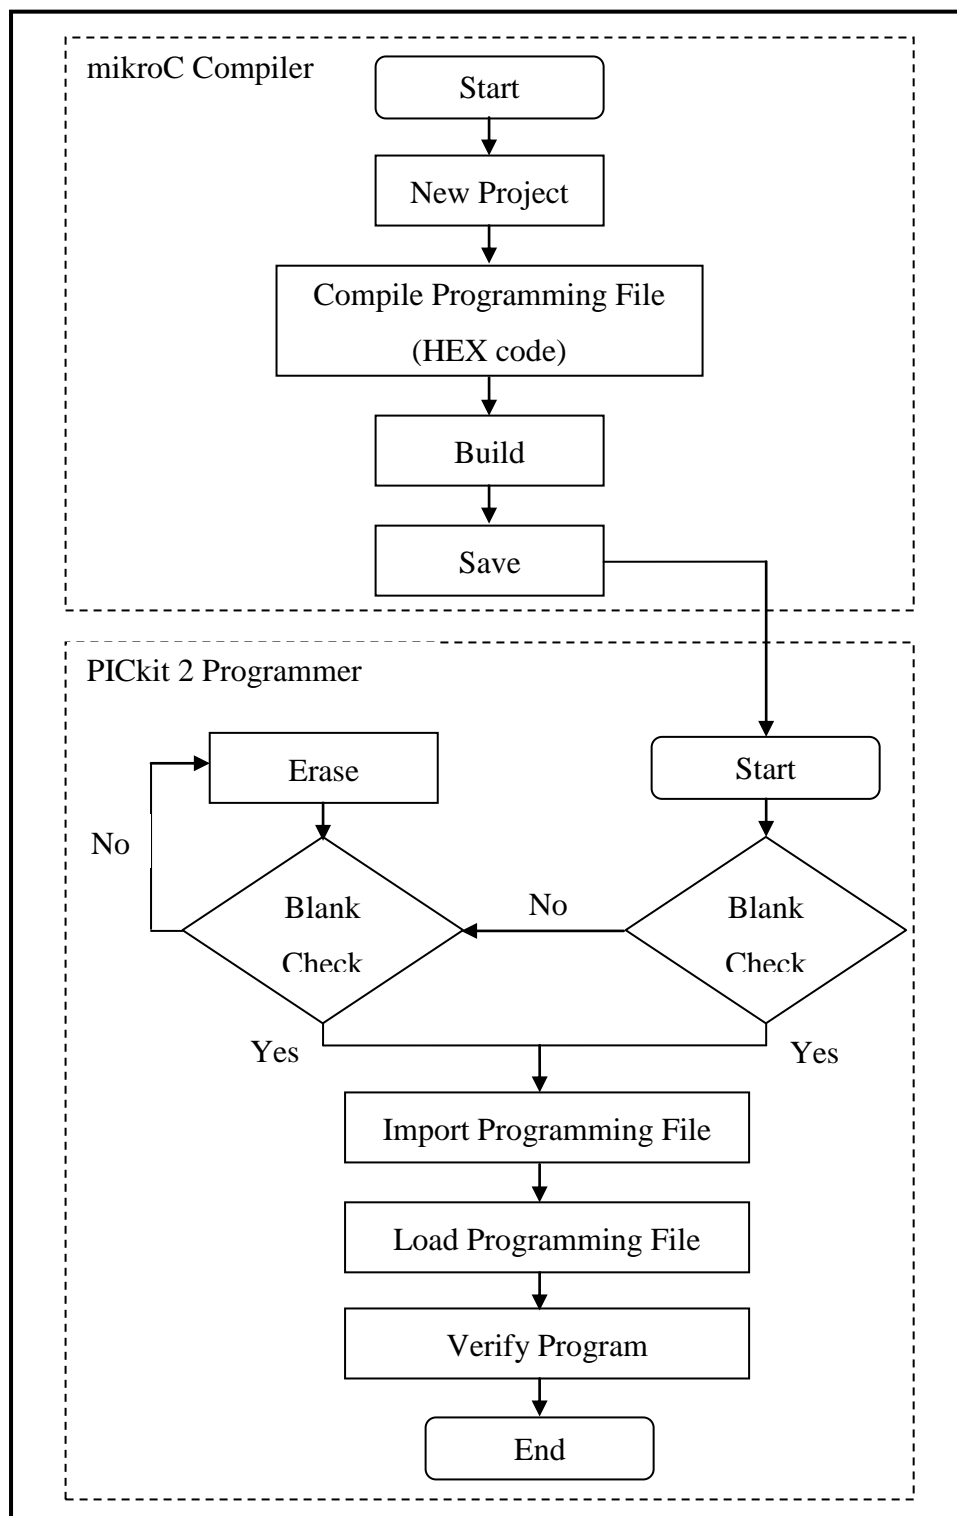 mikroC Compiler
Start
New Project
Compile Programming File
(HEX code)
Build
Save
PICkit 2 Programmer
Erase
Start
No
Blank
Check
No
Blank
Check
Yes
Yes
Import Programming File
Load Programming File
Verify Program
End